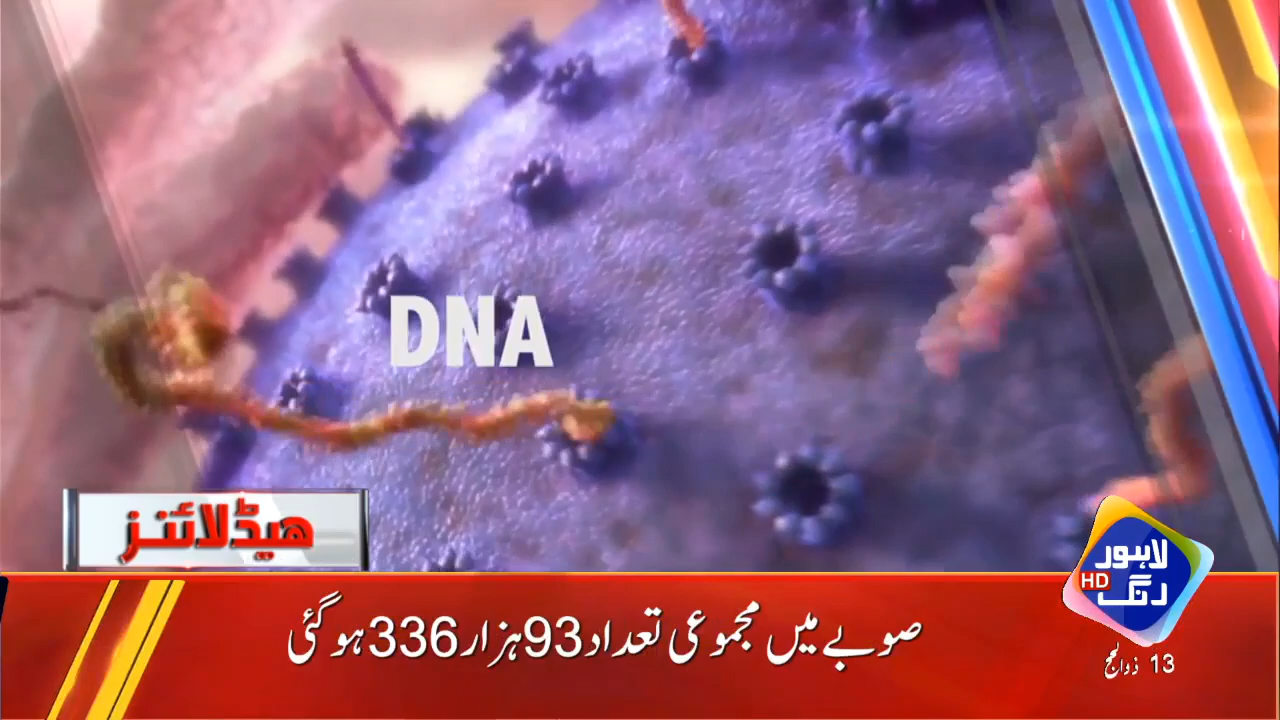 DNA
ہیڈلائنز
لاہور
رنگ HD
صوبے میں مجموعی تعداد 93 ہزار 336 ہو گئی
13 ذوالحج